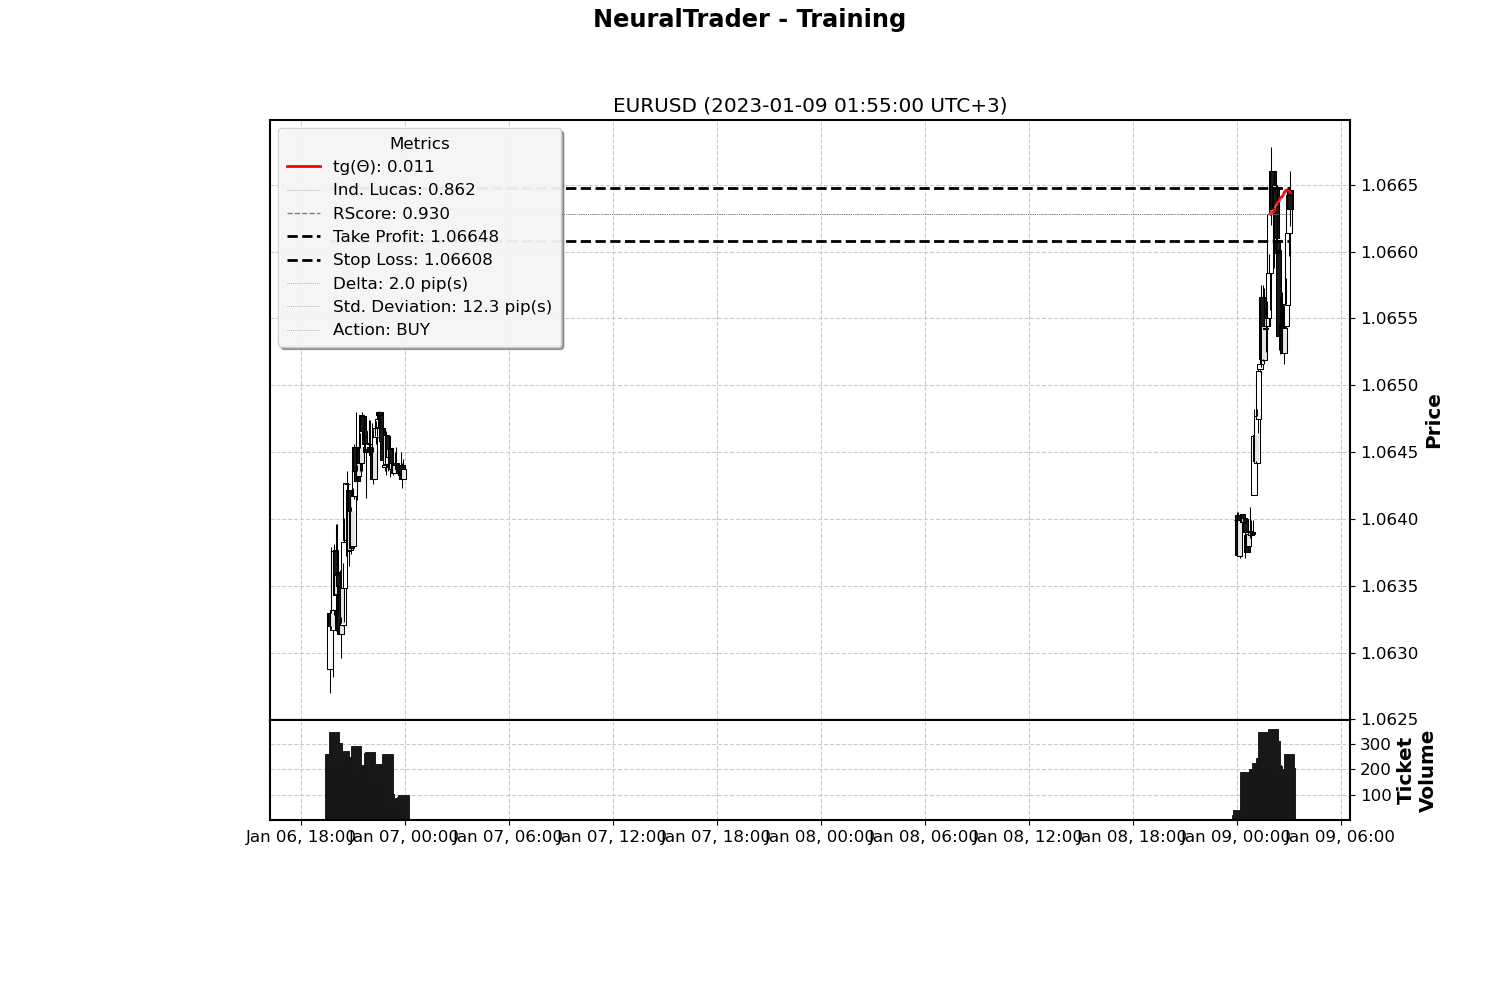 NeuralTrader - Training
EURUSD (2023-01-09 01:55:00 UTC+3)
Metrics
tg(Θ): 0.011
Ind. Lucas: 0.862
RScore: 0.930
Take Profit: 1.06648
Stop Loss: 1.06608
Delta: 2.0 pip(s)
Std. Deviation: 12.3 pip(s)
Action: BUY
1.0665
1.0660
1.0655
1.0650
1.0645
1.0640
1.0635
1.0630
1.0625
Price
300
200
100
Ticket
Volume
Jan 06, 18:00
Jan 07, 00:00
Jan 07, 06:00
Jan 07, 12:00
Jan 07, 18:00
Jan 08, 00:00
Jan 08, 06:00
Jan 08, 12:00
Jan 08, 18:00
Jan 09, 00:00
Jan 09, 06:00